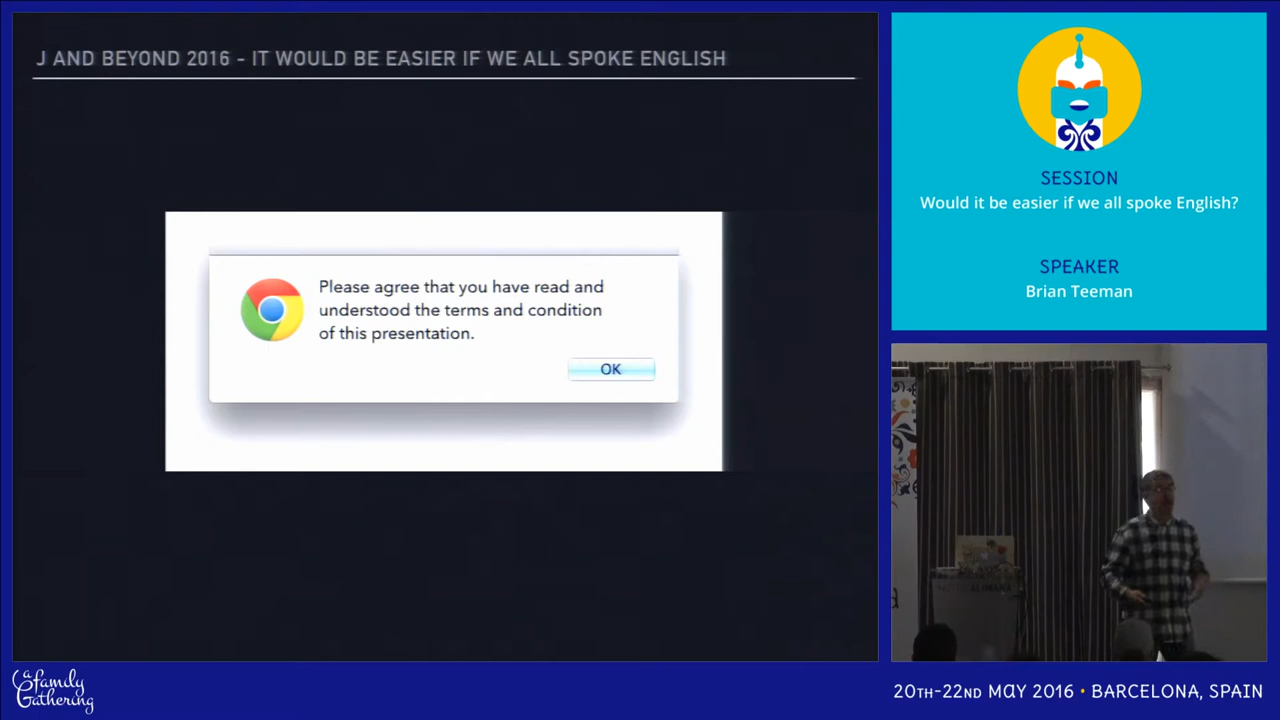 J AND BEYOND 2016 - IT WOULD BE EASIER IF WE ALL SPOKE ENGLISH
Please agree that you have read and
understood the terms and condition
of this presentation.
OK
SESSION
Would it be easier if we all spoke English?
SPEAKER
Brian Teeman
a family
Gathering
20TH-22ND MAY 2016 • BARCELONA, SPAIN